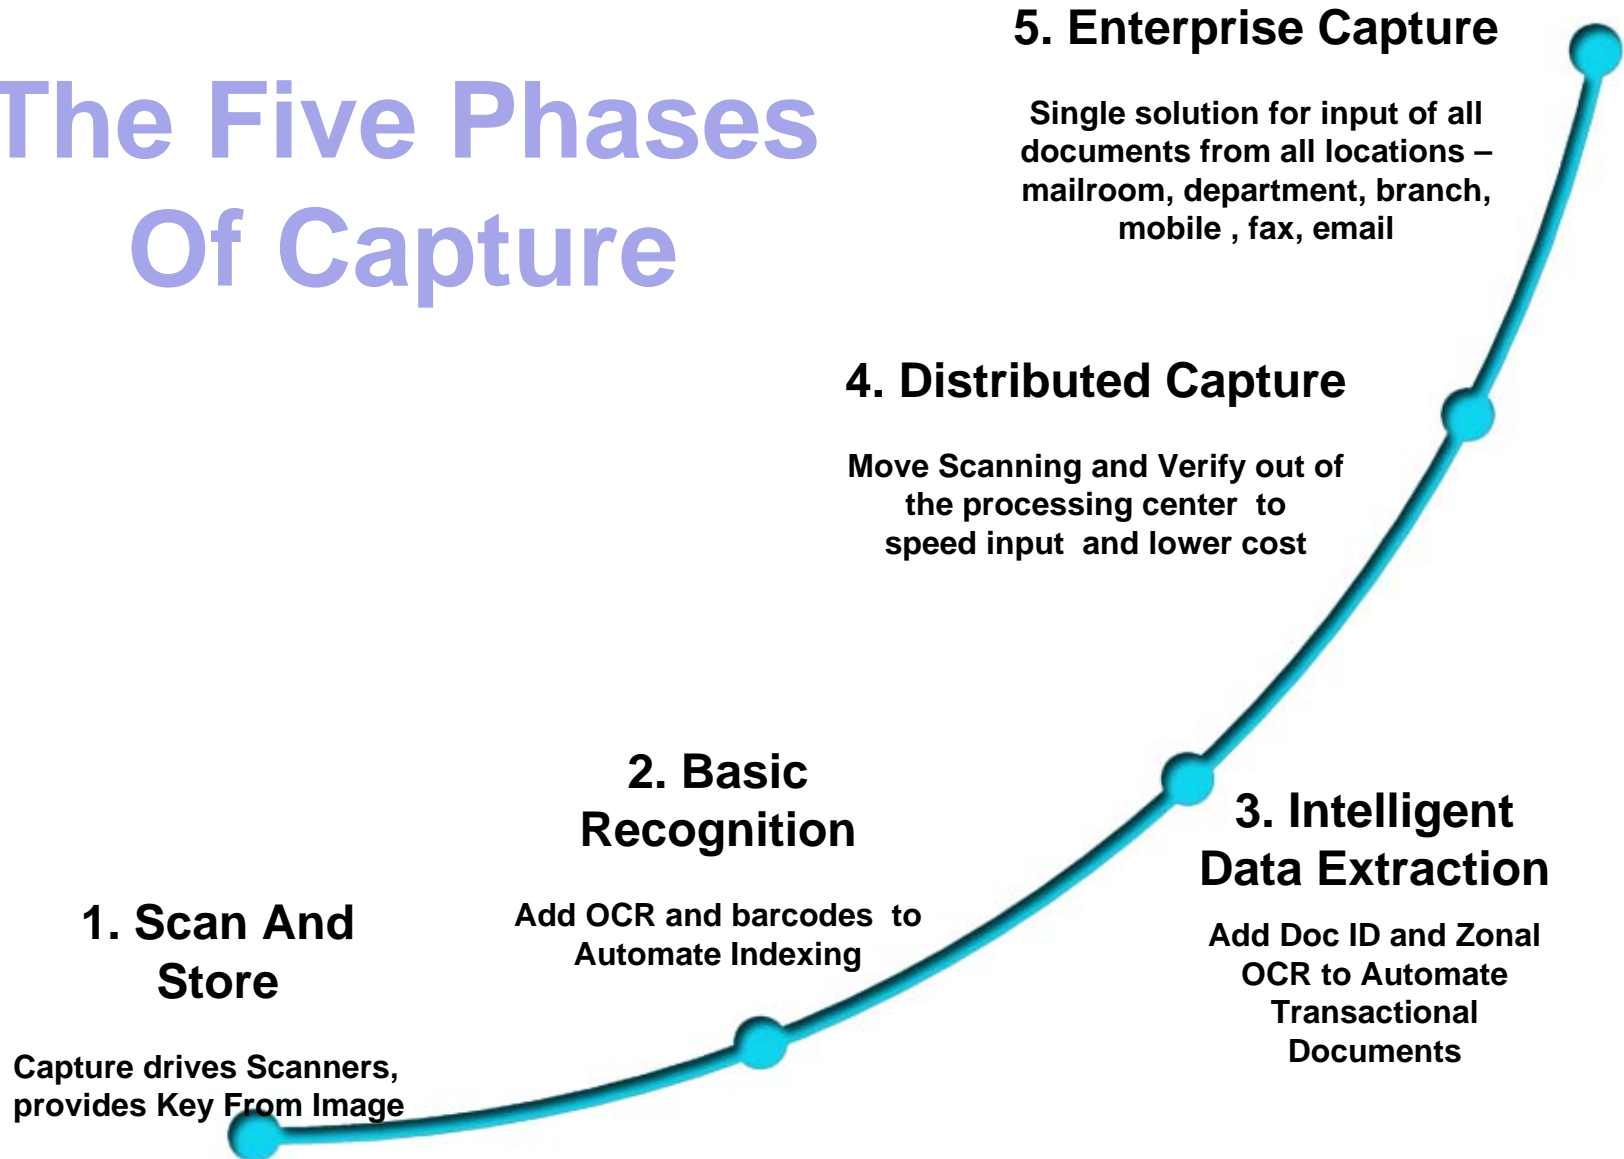 The Five Phases
Of Capture
1. Scan And
Store
Capture drives Scanners,
provides Key From Image
2. Basic
Recognition
Add OCR and barcodes  to
Automate Indexing
3. Intelligent
Data Extraction
Add Doc ID and Zonal
OCR to Automate
Transactional
Documents
4. Distributed Capture
Move Scanning and Verify out of
the processing center  to
speed input  and lower cost
5. Enterprise Capture
Single solution for input of all
documents from all locations –
mailroom, department, branch,
mobile , fax, email